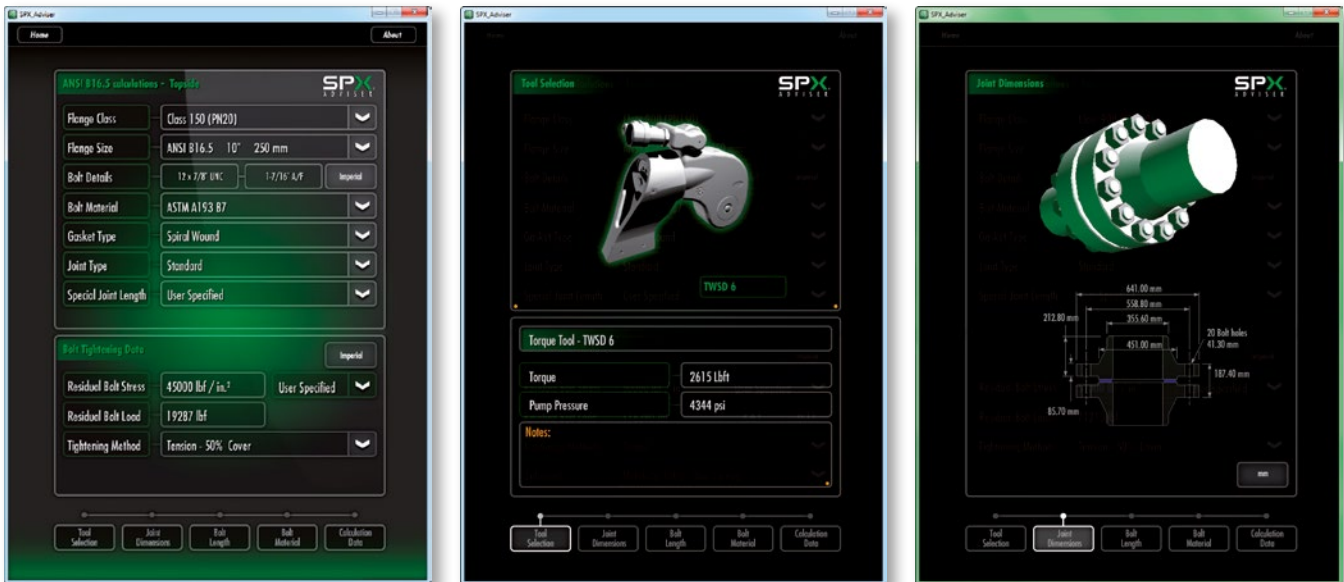 SPX_Adviser
Home
About
ANSI B16.5 calculations - Topside
SPX
ADVISER
Flange Class
Class 150 (PN20)
Flange Size
ANSI B16.5 10" 250 mm
Bolt Details
12 x 7/8" UNC
1-7/16" A/F
Imperial
Bolt Material
ASTM A193 B7
Gasket Type
Spiral Wound
Joint Type
Standard
Special Joint Length
User Specified
Bolt Tightening Data
Imperial
Residual Bolt Stress
45000 lbf / in.²
User Specified
Residual Bolt Load
19287 lbf
Tightening Method
Tension - 50% Cover
Tool Selection
Joint Dimensions
Bolt Length
Bolt Material
Calculation Data
SPX_Adviser
Home
About
Tool Selection
SPX
ADVISER
TWSD 6
Torque Tool - TWSD 6
Torque
2615 Lbft
Pump Pressure
4344 psi
Notes:
Tool Selection
Joint Dimensions
Bolt Length
Bolt Material
Calculation Data
SPX_Adviser
Home
About
Joint Dimensions
SPX
ADVISER
641.00 mm
558.80 mm
212.80 mm
355.60 mm
20 Bolt holes
41.30 mm
451.00 mm
187.40 mm
85.70 mm
mm
Tool Selection
Joint Dimensions
Bolt Length
Bolt Material
Calculation Data